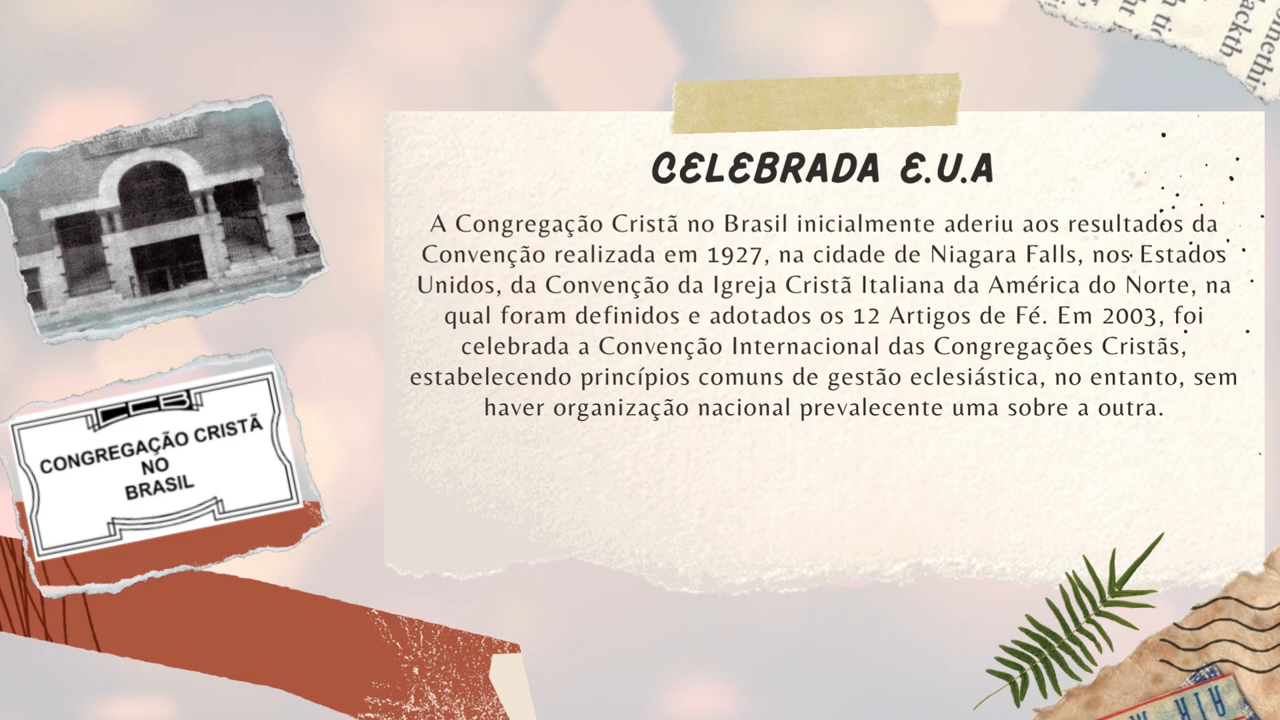 CELEBRADA E.U.A
A Congregação Cristã no Brasil inicialmente aderiu aos resultados da
Convenção realizada em 1927, na cidade de Niagara Falls, nos Estados
Unidos, da Convenção da Igreja Cristã Italiana da América do Norte, na
qual foram definidos e adotados os 12 Artigos de Fé. Em 2003, foi
celebrada a Convenção Internacional das Congregações Cristãs,
estabelecendo princípios comuns de gestão eclesiástica, no entanto, sem
haver organização nacional prevalecente uma sobre a outra.
CCB
CONGREGAÇÃO CRISTÃ
NO
BRASIL